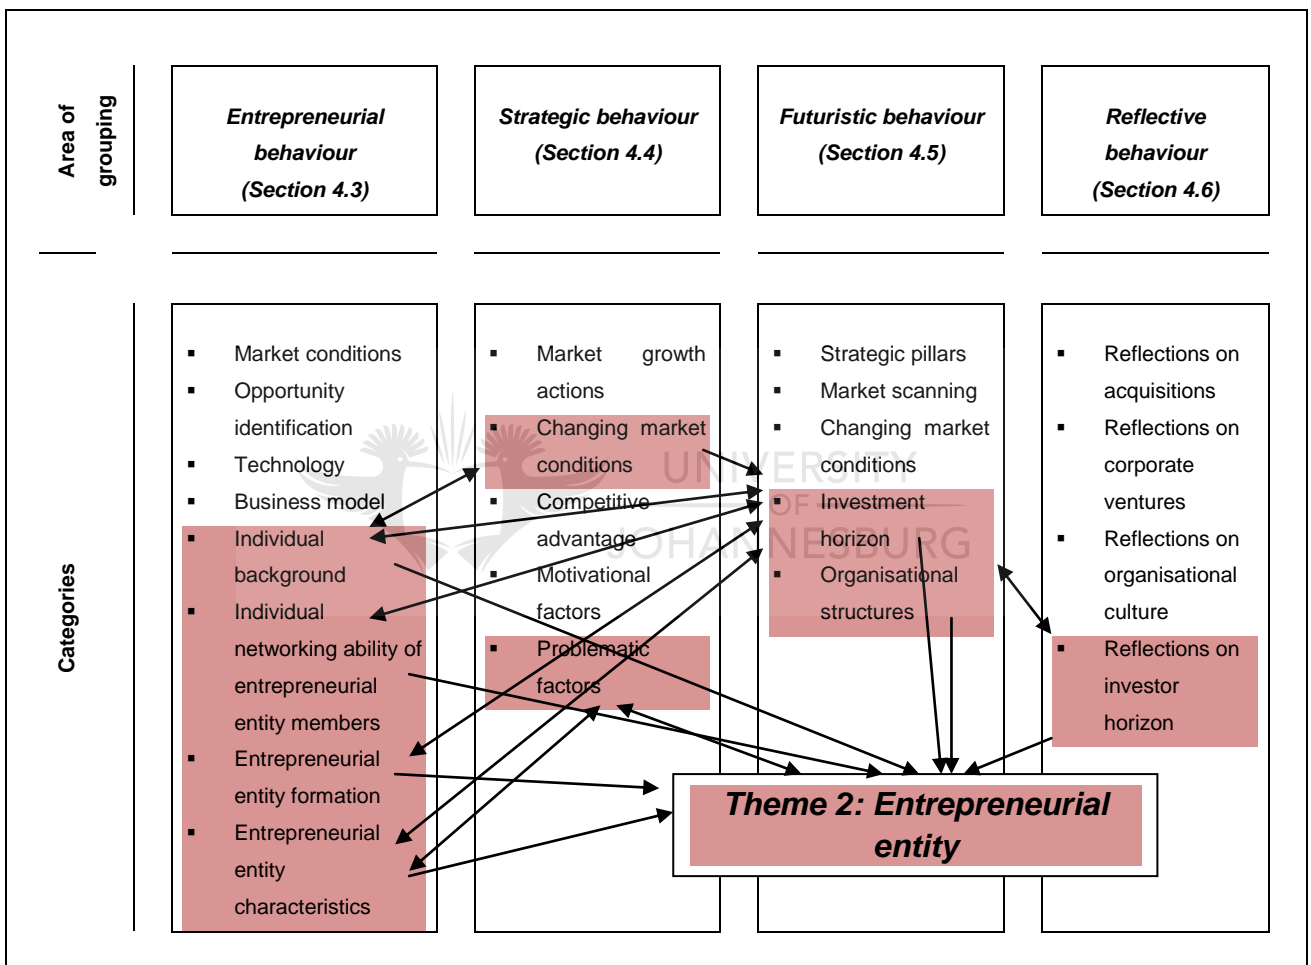 Area of
grouping
Entrepreneurial
behaviour
(Section 4.3)
Strategic behaviour
(Section 4.4)
Futuristic behaviour
(Section 4.5)
Reflective
behaviour
(Section 4.6)
Categories
▪ Market conditions
▪ Opportunity
identification
▪ Technology
▪ Business model
▪ Individual
background
▪ Individual
networking ability of
entrepreneurial
entity members
▪ Entrepreneurial
entity formation
▪ Entrepreneurial
entity
characteristics
▪ Market growth
actions
▪ Changing market
conditions
▪ Competitive
advantage
▪ Motivational
factors
▪ Problematic
factors
▪ Strategic pillars
▪ Market scanning
▪ Changing market
conditions
▪ Investment
horizon
▪ Organisational
structures
▪ Reflections on
acquisitions
▪ Reflections on
corporate
ventures
▪ Reflections on
organisational
culture
▪ Reflections on
investor
horizon
Theme 2: Entrepreneurial
entity
UNIVERSITY
OF
JOHANNESBURG